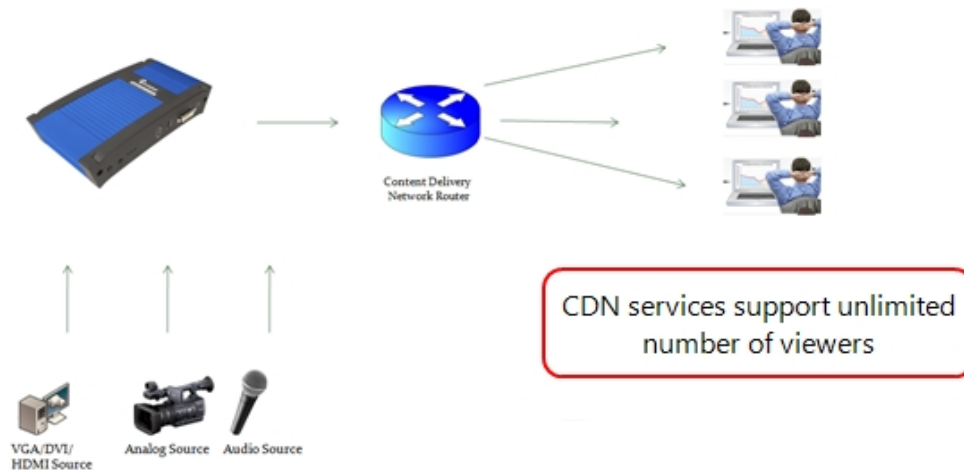 Content Delivery
Network Router
CDN services support unlimited
number of viewers
VGA/DVI/
HDMI Source
Analog Source
Audio Source